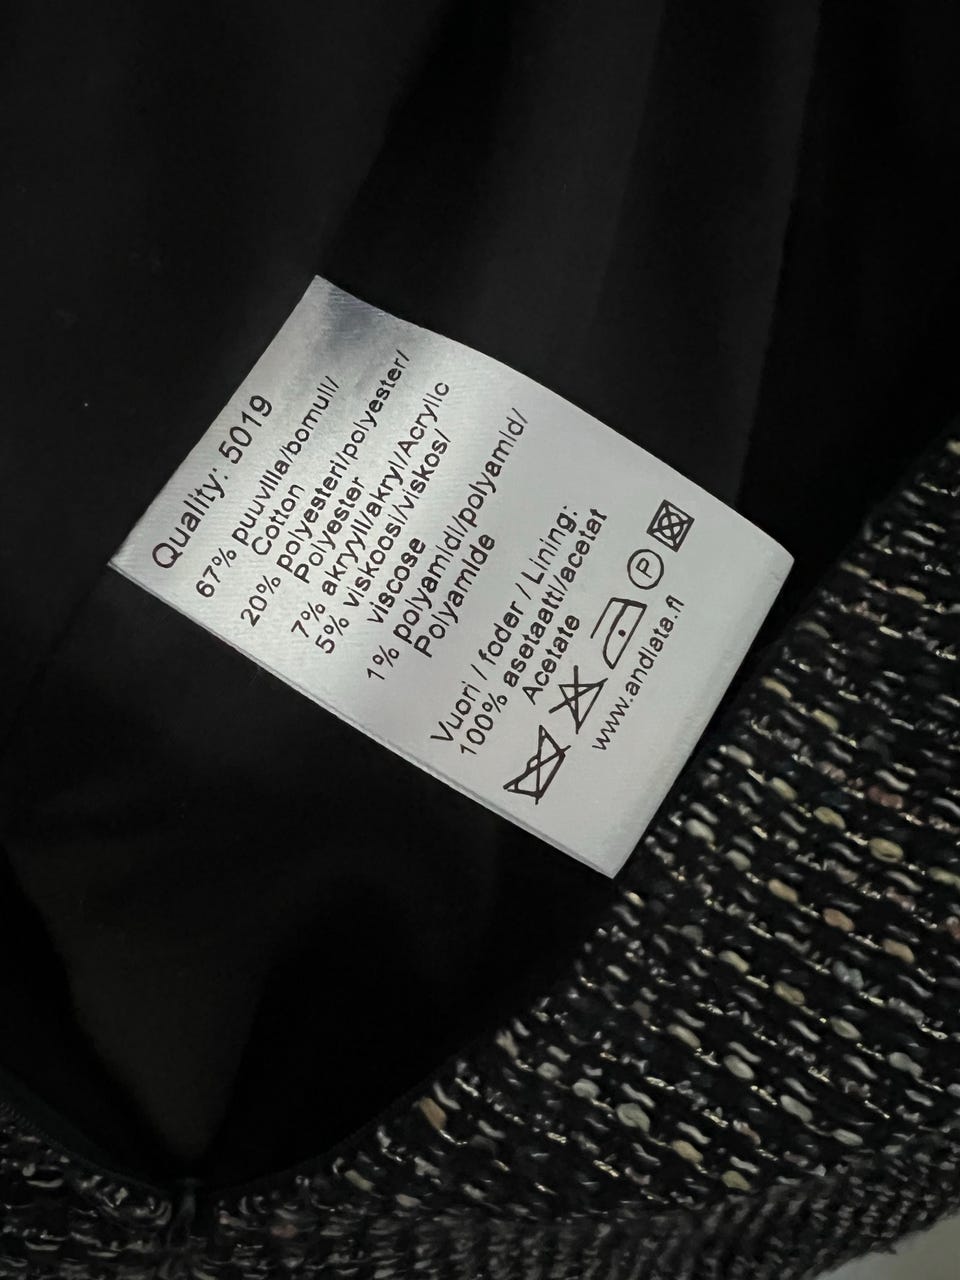 Quality: 5019
67% puuvilla/bomull/
Cotton
20% polyesteri/polyester/
Polyester
7% akryyli/akryl/Acrylic
5% viskoosi/viskos/
viscose
1% polyamidi/polyamid/
Polyamide
Vuori / foder / Lining:
100% asetaatti/acetat
Acetate
P
www.andiata.fi